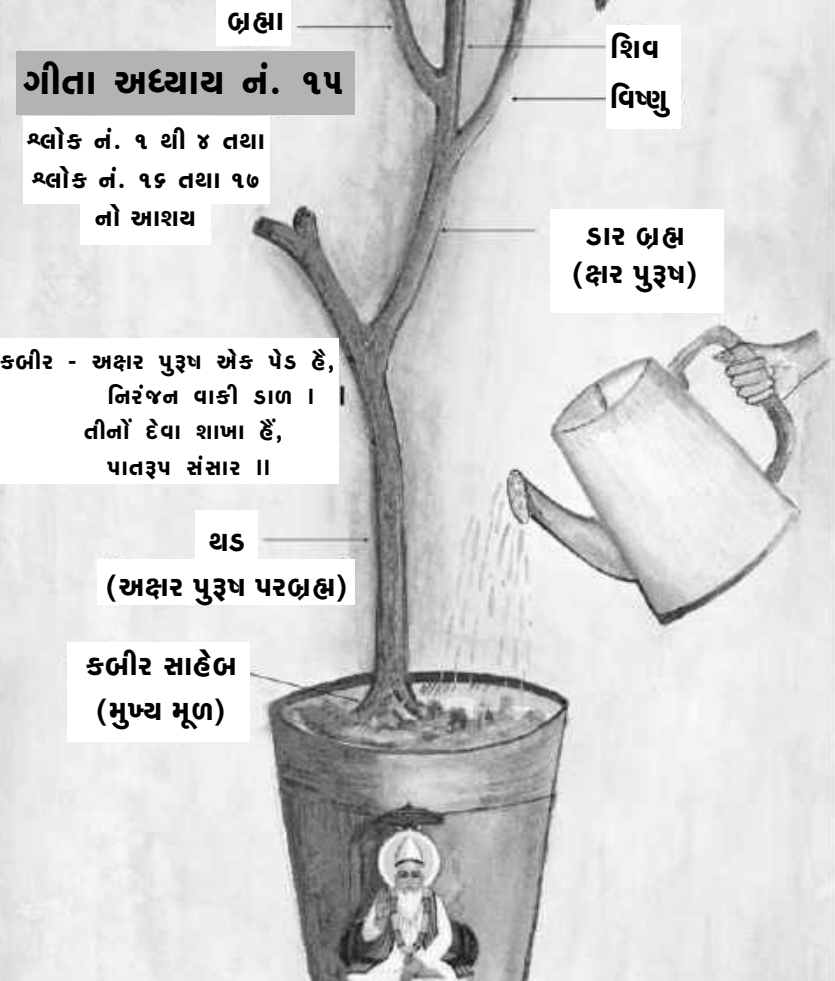 બ્રહ્મા
શિવ
વિષ્ણુ
ગીતા અધ્યાય નં. ૧૫
શ્લોક નં. ૧ થી ૪ તથા
શ્લોક નં. ૧૬ તથા ૧૭
નો આશય
ડાર બ્રહ્મ
(ક્ષર પુરૂષ)
કબીર - અક્ષર પુરૂષ એક પેડ હૈ,
નિરંજન વાકી ડાળ । ।
તીનોં દેવા શાખા હૈં,
પાતરૂપ સંસાર ।।
થડ
(અક્ષર પુરૂષ પરબ્રહ્મ)
કબીર સાહેબ
(મુખ્ય મૂળ)